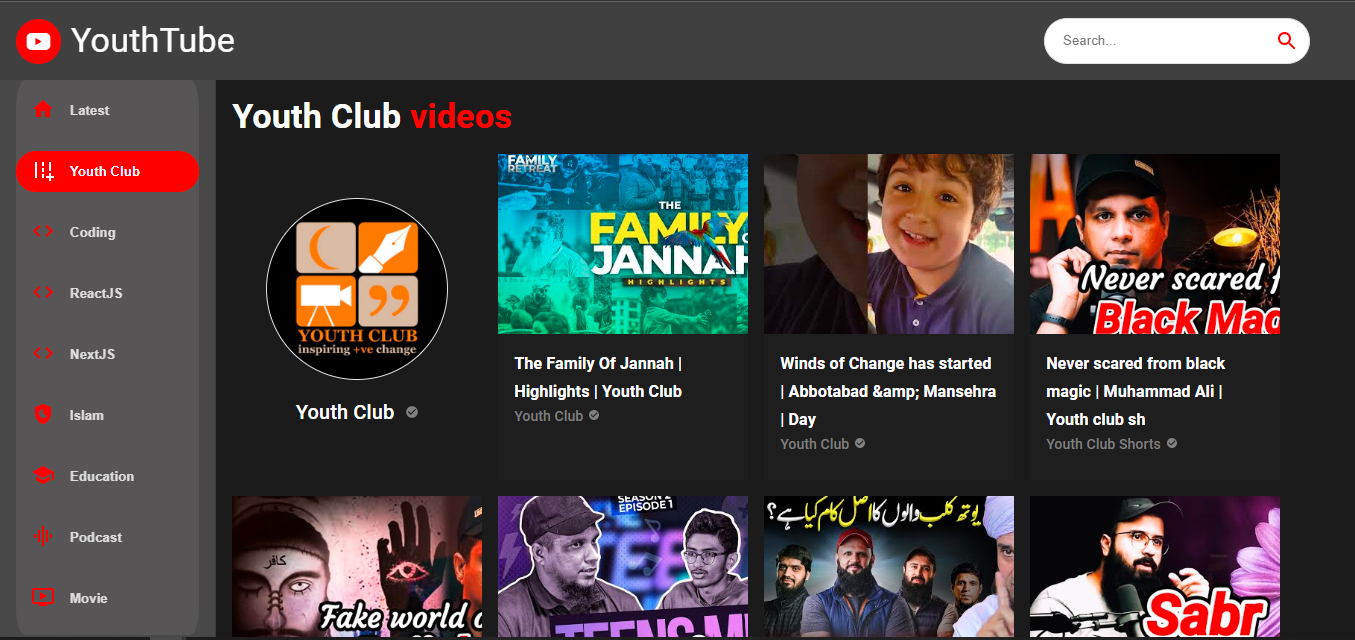 YouthTube
Search...
Latest
Youth Club
Coding
ReactJS
NextJS
Islam
Education
Podcast
Movie
Youth Club videos
YOUTH CLUB
inspiring +ve change
Youth Club
FAMILY
RETREAT
THE
FAMILY
JANNAH
HIGHLIGHTS
The Family Of Jannah |
Highlights | Youth Club
Youth Club
Winds of Change has started
| Abbotabad &amp; Mansehra
| Day
Youth Club
Never scared f
Black Mag
Never scared from black
magic | Muhammad Ali |
Youth club sh
Youth Club Shorts
كافر
Fake world o
SEASON 2
EPISODE 1
TEE
TEENS M
یوتھ کلب والوں کا اصل کام کیا ہے؟
Sabr